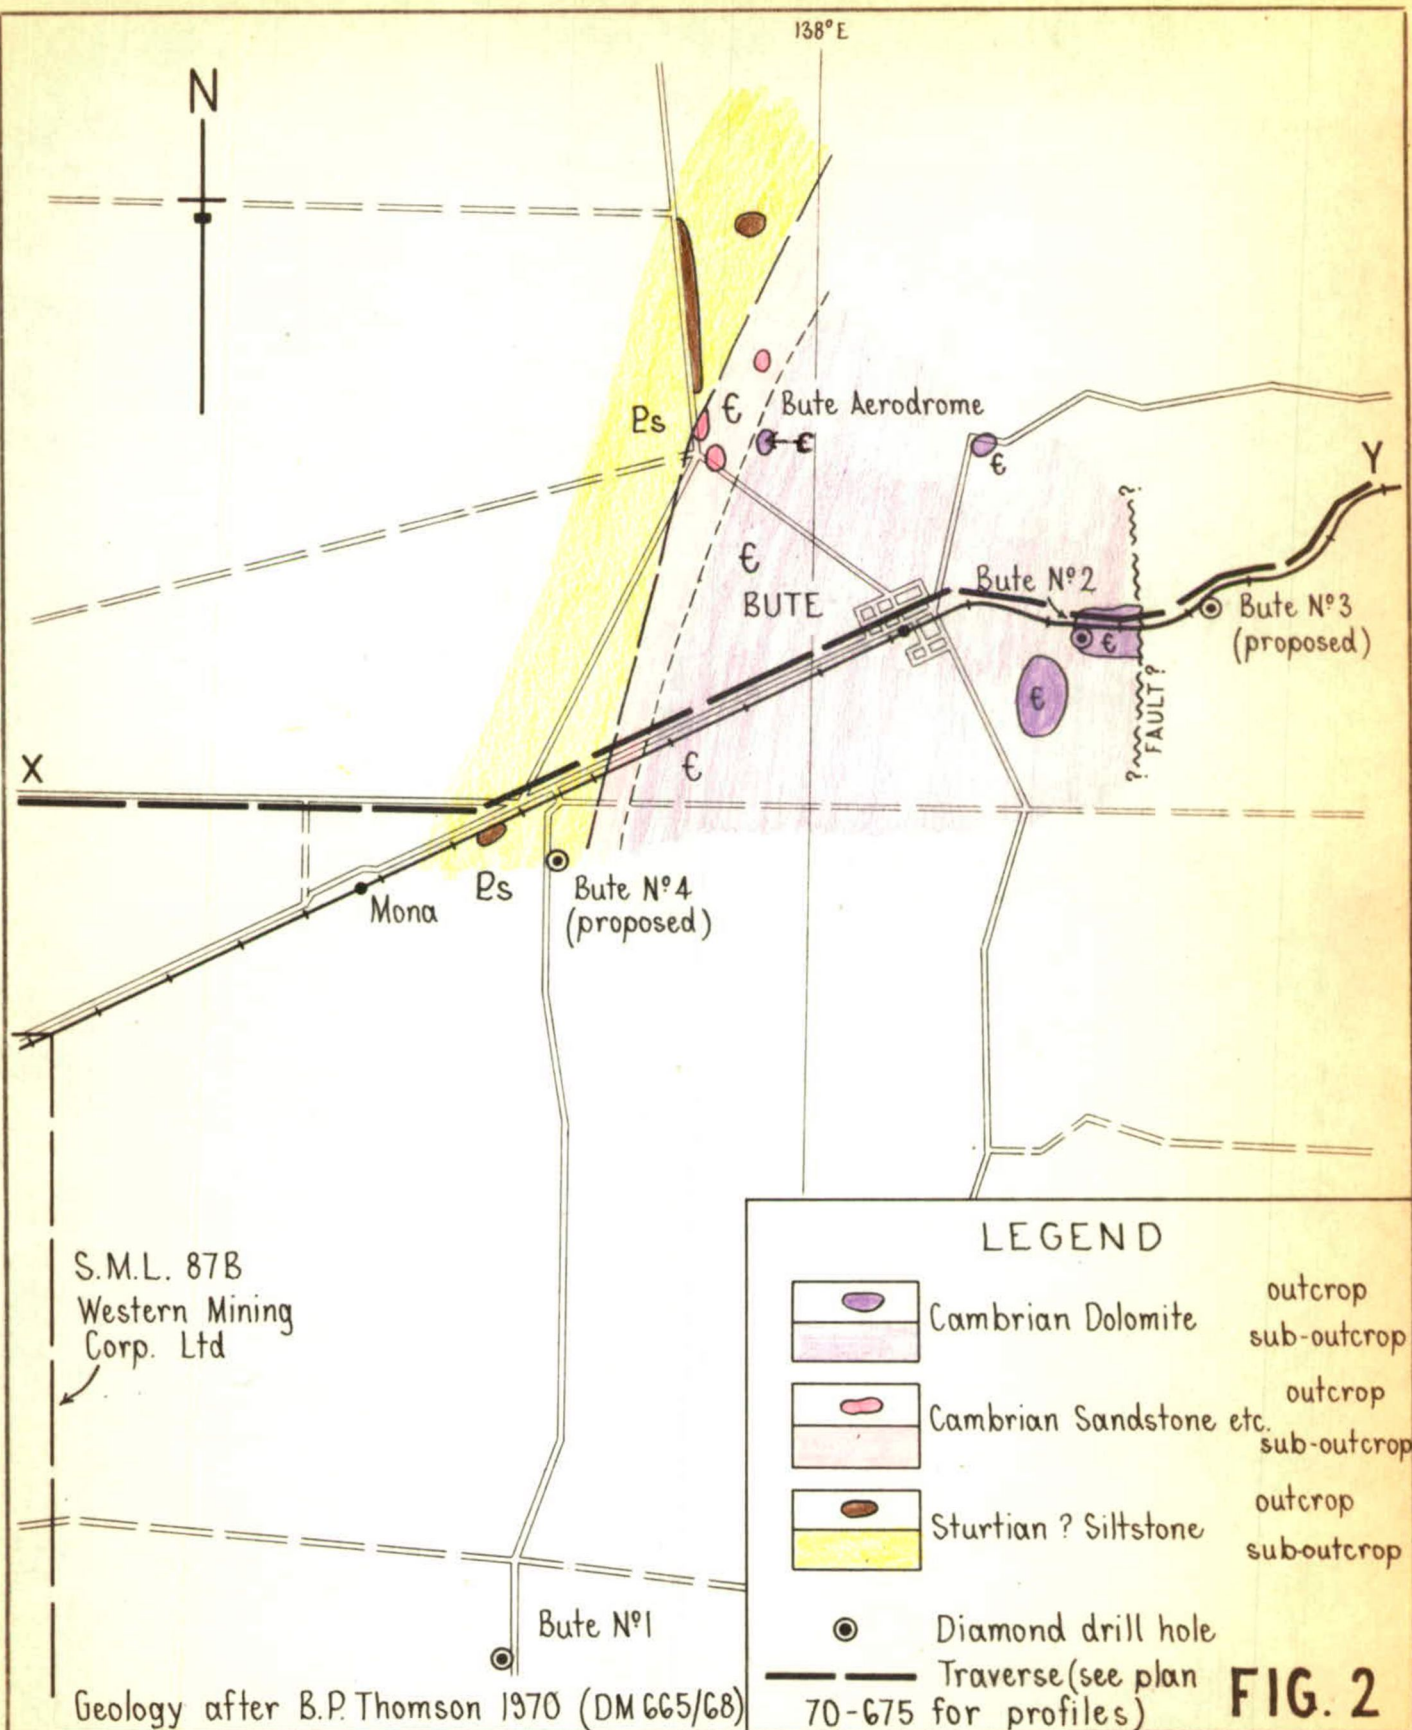 138° E
N
Ps
Є
Bute Aerodrome
Є
Є
Y
Є
BUTE
Bute Nº2
?
Bute Nº3
(proposed)
Є
Є
FAULT?
?
X
Є
Mona
Ps
Bute Nº4
(proposed)
S.M.L. 87B
Western Mining
Corp. Ltd
LEGEND
Cambrian Dolomite
outcrop
sub-outcrop
Cambrian Sandstone etc.
outcrop
sub-outcrop
Sturtian ? Siltstone
outcrop
sub-outcrop
Bute Nº1
Diamond drill hole
Traverse (see plan
70-675 for profiles)
Geology after B.P. Thomson 1970 (DM 665/68)
FIG. 2